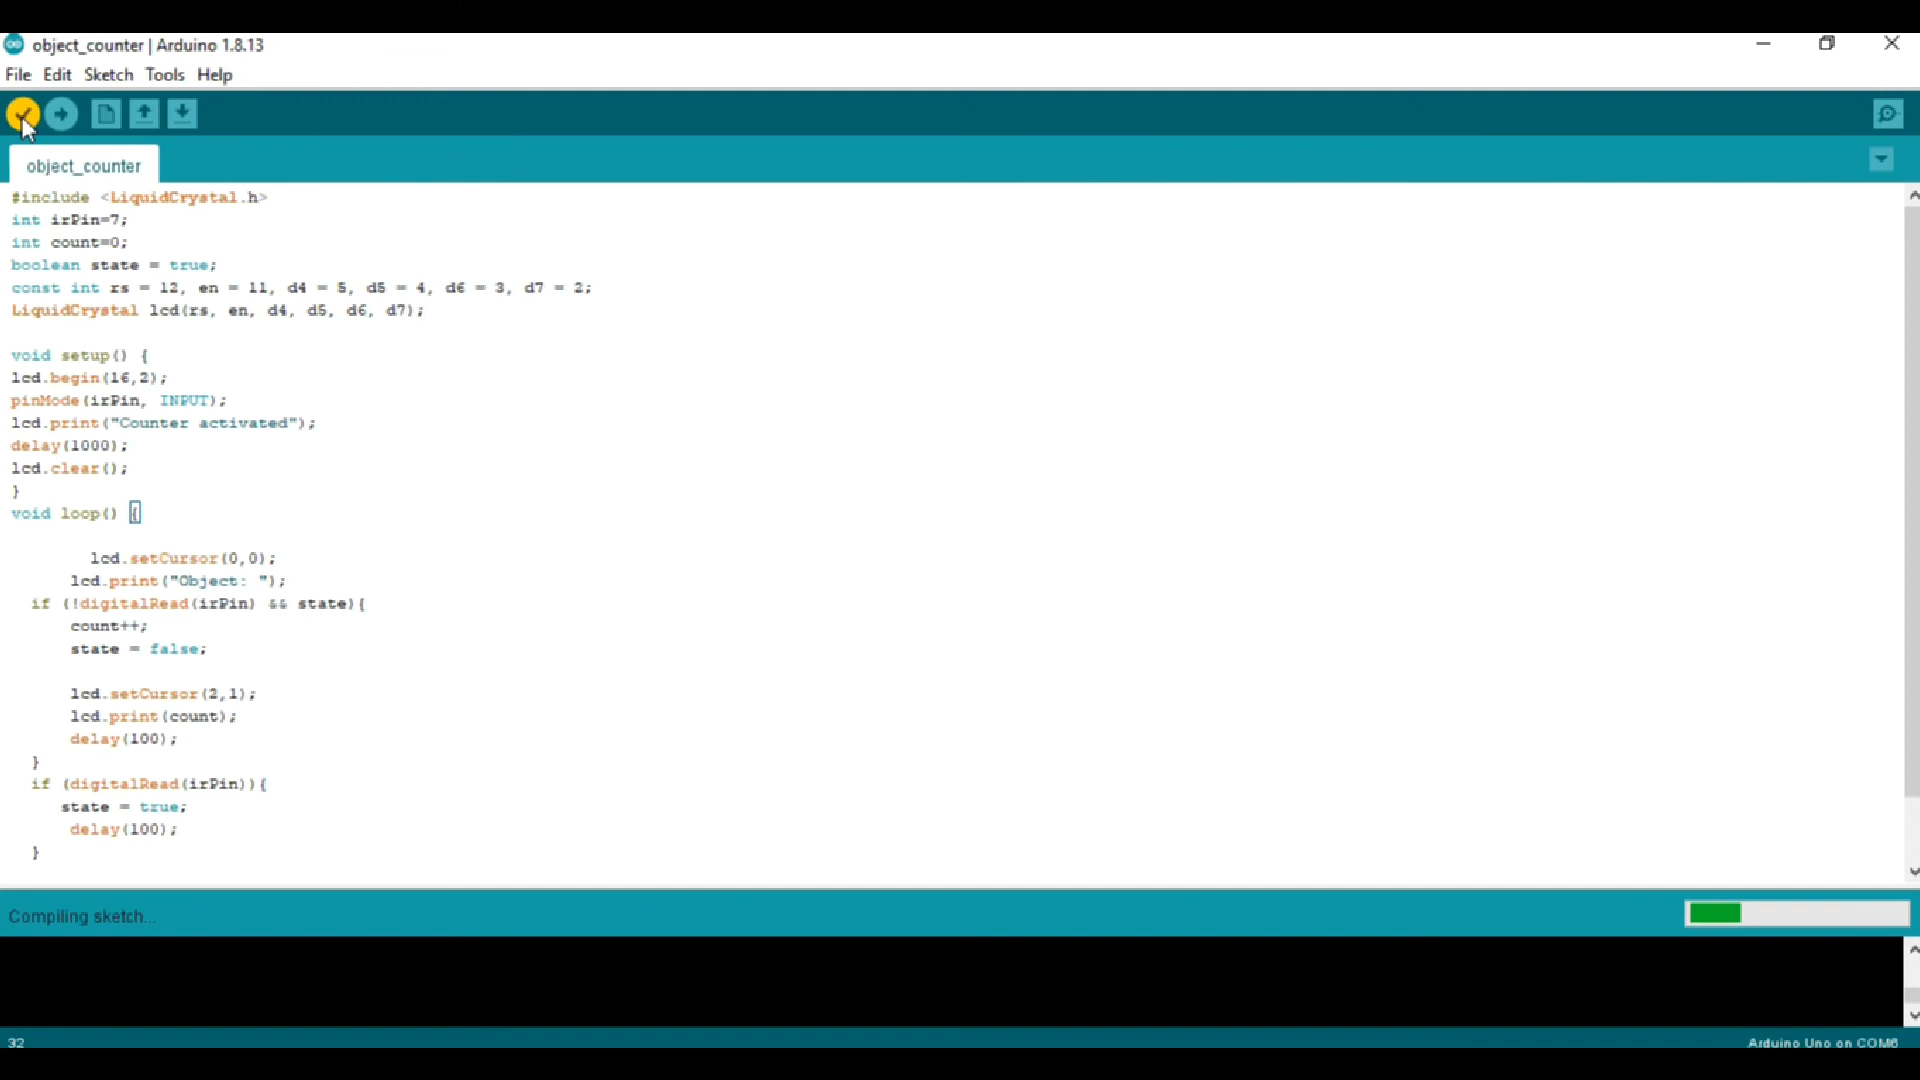 object_counter | Arduino 1.8.13
File Edit Sketch Tools Help
object_counter
#include <LiquidCrystal.h>
int irPin=7;
int count=0;
boolean state = true;
const int rs = 12, en = 11, d4 = 5, d5 = 4, d6 = 3, d7 = 2;
LiquidCrystal lcd(rs, en, d4, d5, d6, d7);
void setup() {
lcd.begin(16,2);
pinMode(irPin, INPUT);
lcd.print("Counter activated");
delay(1000);
lcd.clear();
}
void loop() {
lcd.setCursor(0,0);
lcd.print("Object: ");
if (!digitalRead(irPin) && state){
count++;
state = false;
lcd.setCursor(2,1);
lcd.print(count);
delay(100);
}
if (digitalRead(irPin)){
state = true;
delay(100);
}
Compiling sketch...
32
Arduino Uno on COM6